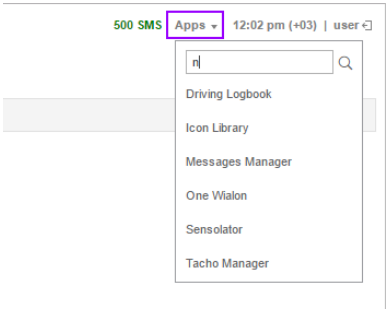 500 SMS Apps 12:02 pm (+03) | user
n
Driving Logbook
Icon Library
Messages Manager
One Wialon
Sensolator
Tacho Manager